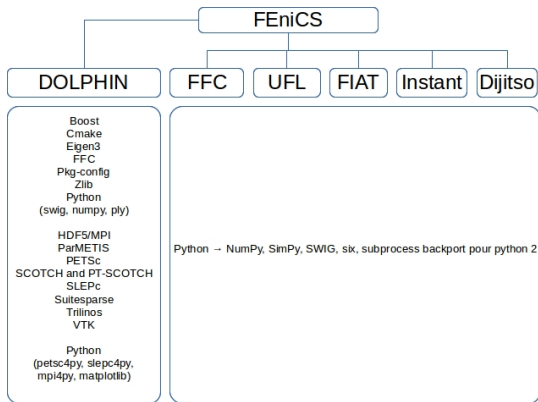 FEniCS
DOLPHIN
FFC
UFL
FIAT
Instant
Dijitso
Boost
Cmake
Eigen3
FFC
Pkg-config
Zlib
Python
(swig, numpy, ply)
HDF5/MPI
ParMETIS
PETSc
SCOTCH and PT-SCOTCH
SLEPc
Suitesparse
Trilinos
VTK
Python
(petsc4py, slepc4py,
mpi4py, matplotlib)
Python → NumPy, SimPy, SWIG, six, subprocess backport pour python 2